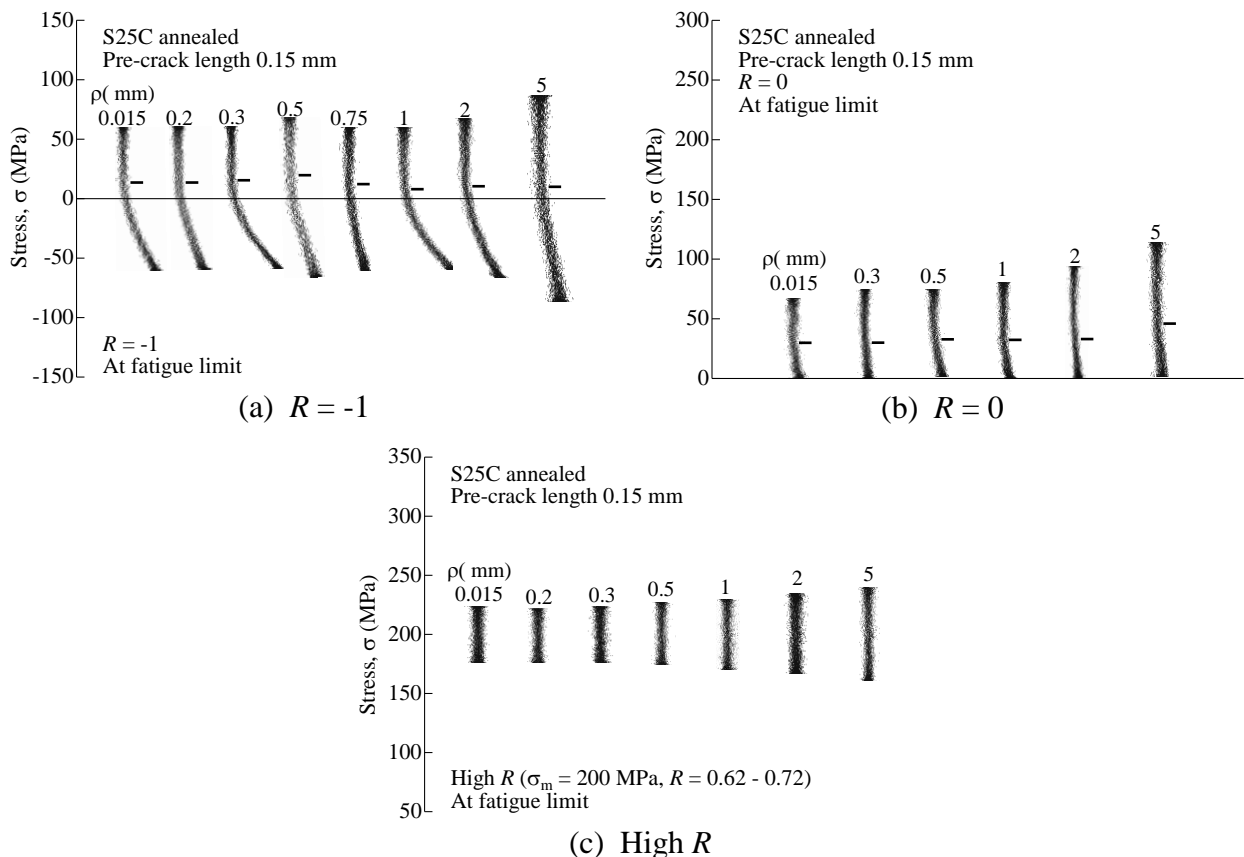 150
100
50
0
-50
-100
-150
Stress, σ (MPa)
S25C annealed
Pre-crack length 0.15 mm
ρ( mm)
0.015 0.2 0.3 0.5 0.75 1 2 5
R = -1
At fatigue limit
(a) R = -1
300
250
200
150
100
50
0
Stress, σ (MPa)
S25C annealed
Pre-crack length 0.15 mm
R = 0
At fatigue limit
ρ( mm)
0.015 0.3 0.5 1 2 5
(b) R = 0
350
300
250
200
150
100
50
Stress, σ (MPa)
S25C annealed
Pre-crack length 0.15 mm
ρ( mm)
0.015 0.2 0.3 0.5 1 2 5
High R (σm = 200 MPa, R = 0.62 - 0.72)
At fatigue limit
(c) High R